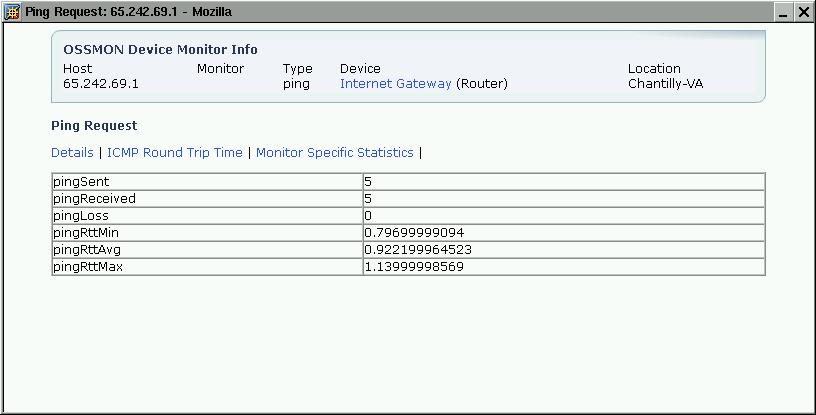 Ping Request: 65.242.69.1 - Mozilla
OSSMON Device Monitor Info
Host Monitor Type Device Location
65.242.69.1 ping Internet Gateway (Router) Chantilly-VA
Ping Request
Details | ICMP Round Trip Time | Monitor Specific Statistics |
pingSent 5
pingReceived 5
pingLoss 0
pingRttMin 0.79699999094
pingRttAvg 0.922199964523
pingRttMax 1.13999998569